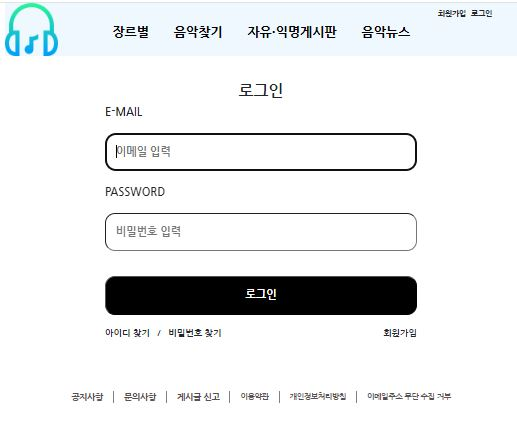 회원가입 로그인
장르별 음악찾기 자유·익명게시판 음악뉴스
로그인
E-MAIL
이메일 입력
PASSWORD
비밀번호 입력
로그인
아이디 찾기 / 비밀번호 찾기 회원가입
공지사항 | 문의사항 | 게시글 신고 | 이용약관 | 개인정보처리방침 | 이메일주소 무단 수집 거부